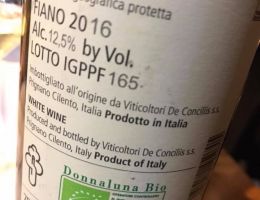 geografica protetta
FIANO 2016
Alc.12,5% by Vol.
LOTTO IGPPF 165
Imbottigliato all'origine da Viticoltori De Conciliis s.s.
Prignano Cilento, Italia Prodotto in Italia
WHITE WINE
Produced and bottled by Viticoltori De Conciliis s.s.
Prignano Cilento, Italy Product of Italy
Donnaluna Bio